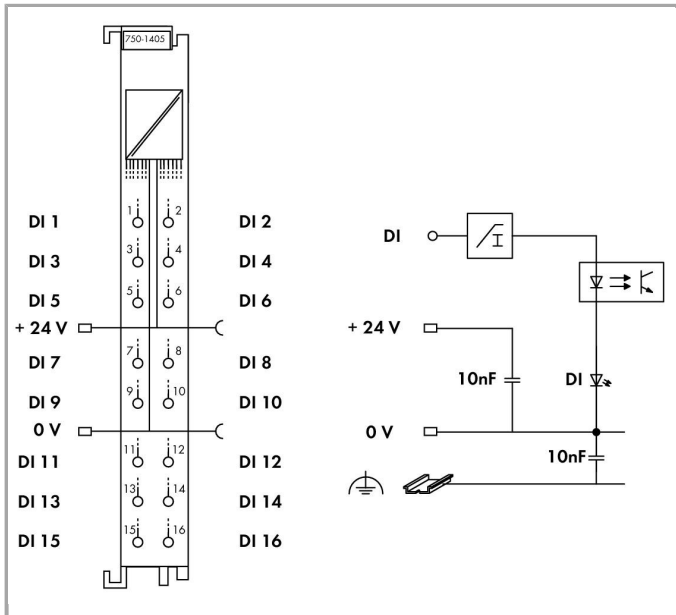 750-1405
1 2
DI 1 DI 2
3 4
DI 3 DI 4
5 6
DI 5 DI 6
+ 24 V
7 8
DI 7 DI 8
9 10
DI 9 DI 10
0 V
11 12
DI 11 DI 12
13 14
DI 13 DI 14
15 16
DI 15 DI 16
DI
I
+ 24 V
10nF
DI
0 V
10nF